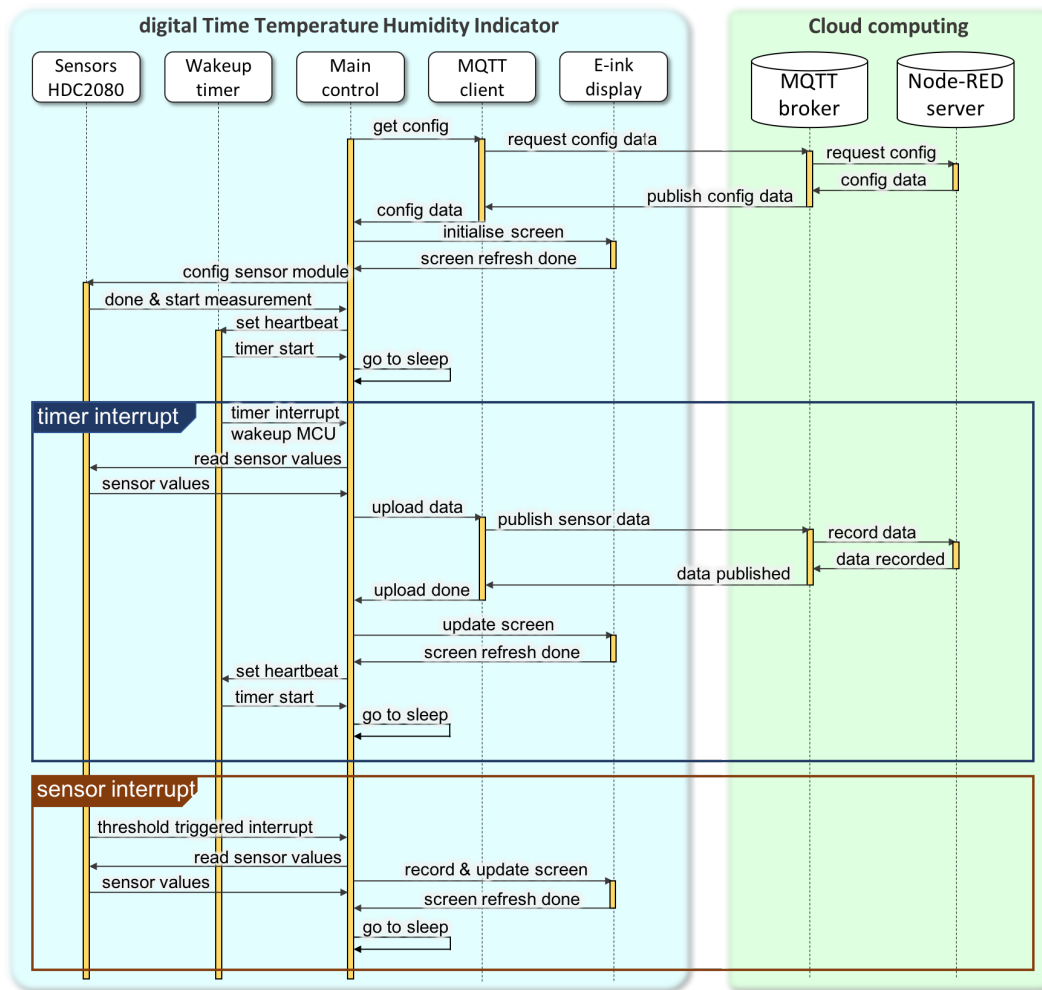 digital Time Temperature Humidity Indicator
Cloud computing
Sensors
HDC2080
Wakeup
timer
Main
control
MQTT
client
E-ink
display
MQTT
broker
Node-RED
server
get config
request config data
request config
config data
publish config data
config data
initialise screen
screen refresh done
config sensor module
done & start measurement
set heartbeat
timer start
go to sleep
timer interrupt
timer interrupt
wakeup MCU
read sensor values
sensor values
upload data
publish sensor data
record data
data recorded
data published
upload done
update screen
screen refresh done
set heartbeat
timer start
go to sleep
sensor interrupt
threshold triggered interrupt
read sensor values
record & update screen
sensor values
screen refresh done
go to sleep